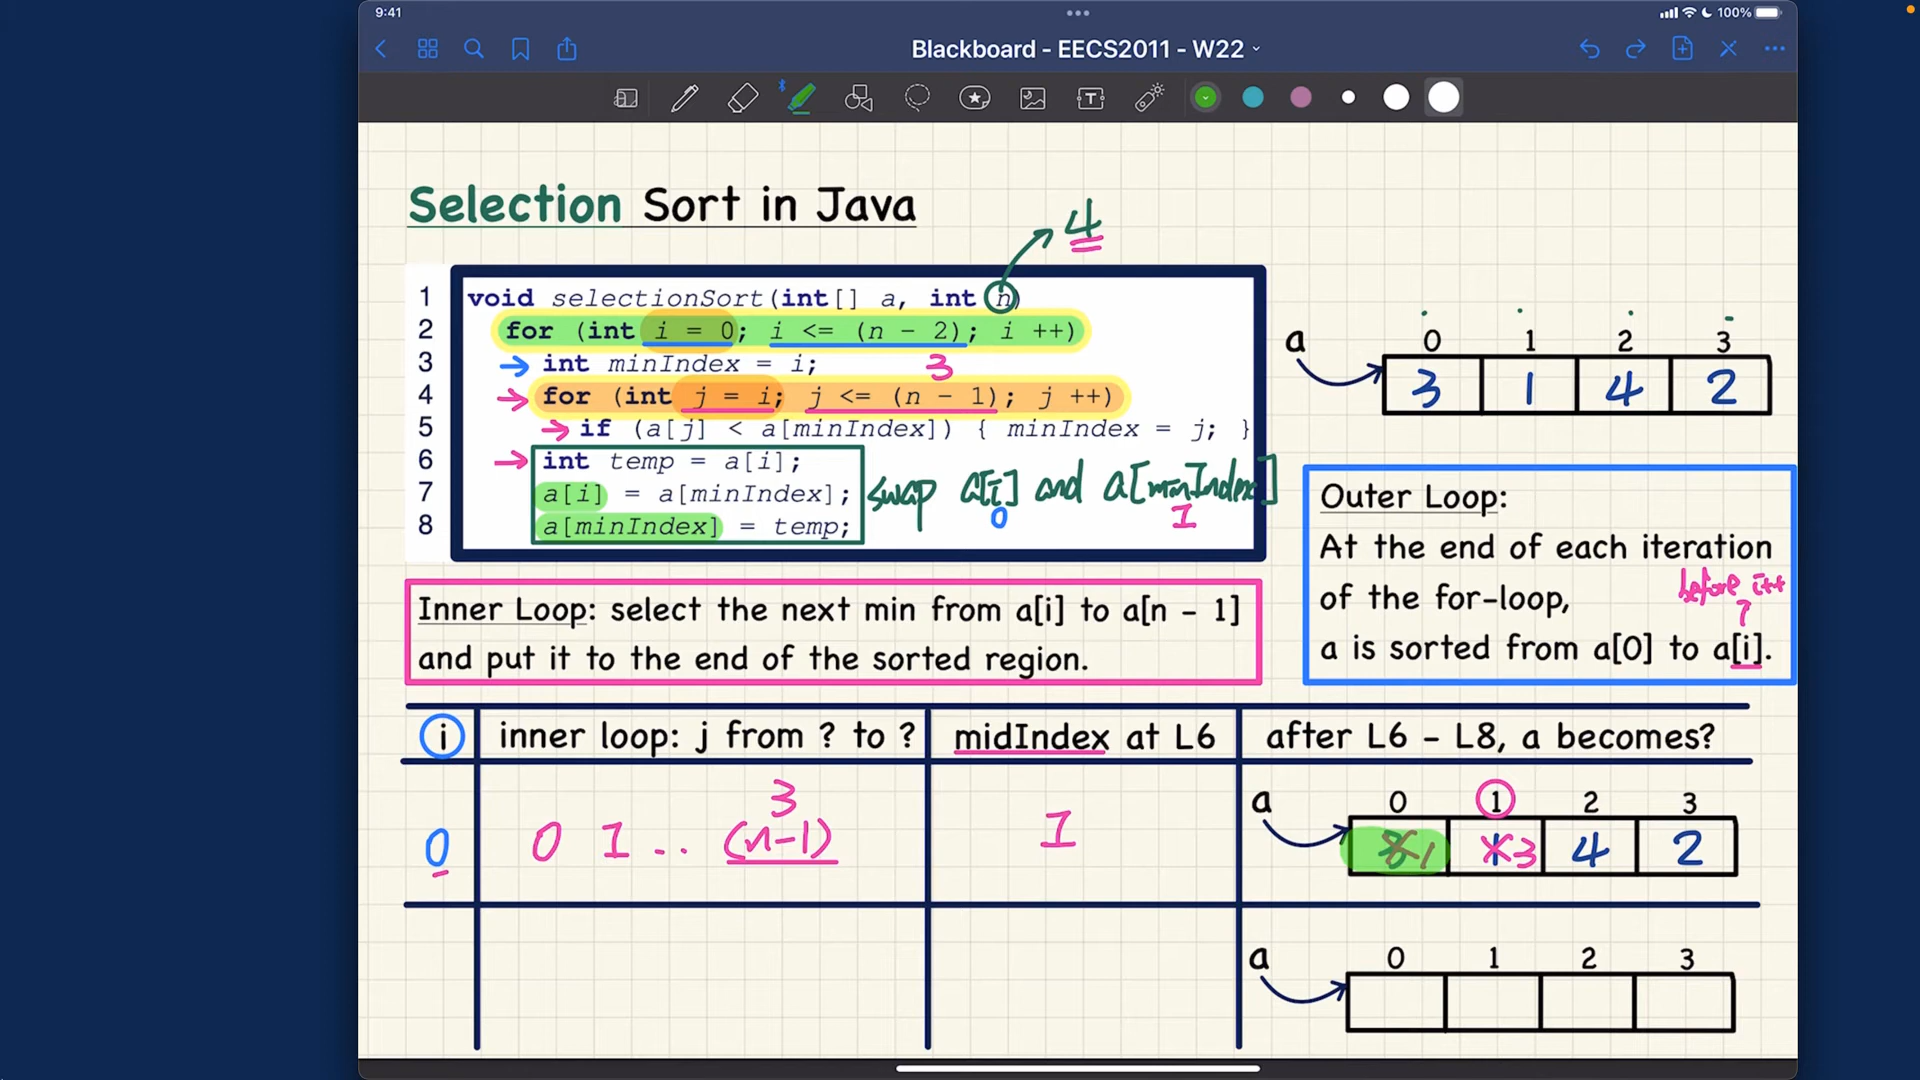 9:41
100%
Blackboard - EECS2011 - W22
Selection Sort in Java
4
1 void selectionSort(int[] a, int n)
2 for (int i = 0; i <= (n - 2); i ++)
3 int minIndex = i;
3
4 for (int j = i; j <= (n - 1); j ++)
5 if (a[j] < a[minIndex]) { minIndex = j; }
6 int temp = a[i];
7 a[i] = a[minIndex];
8 a[minIndex] = temp;
swap a[i] and a[minIndex]
0 1
a 0 1 2 3
3 1 4 2
Inner Loop: select the next min from a[i] to a[n - 1]
and put it to the end of the sorted region.
Outer Loop:
At the end of each iteration
before i++
of the for-loop,
a is sorted from a[0] to a[i].
i inner loop: j from ? to ? midIndex at L6 after L6 - L8, a becomes?
3
0 0 1 .. (n-1) 1
a 0 1 2 3
3 1 1 3 4 2
a 0 1 2 3